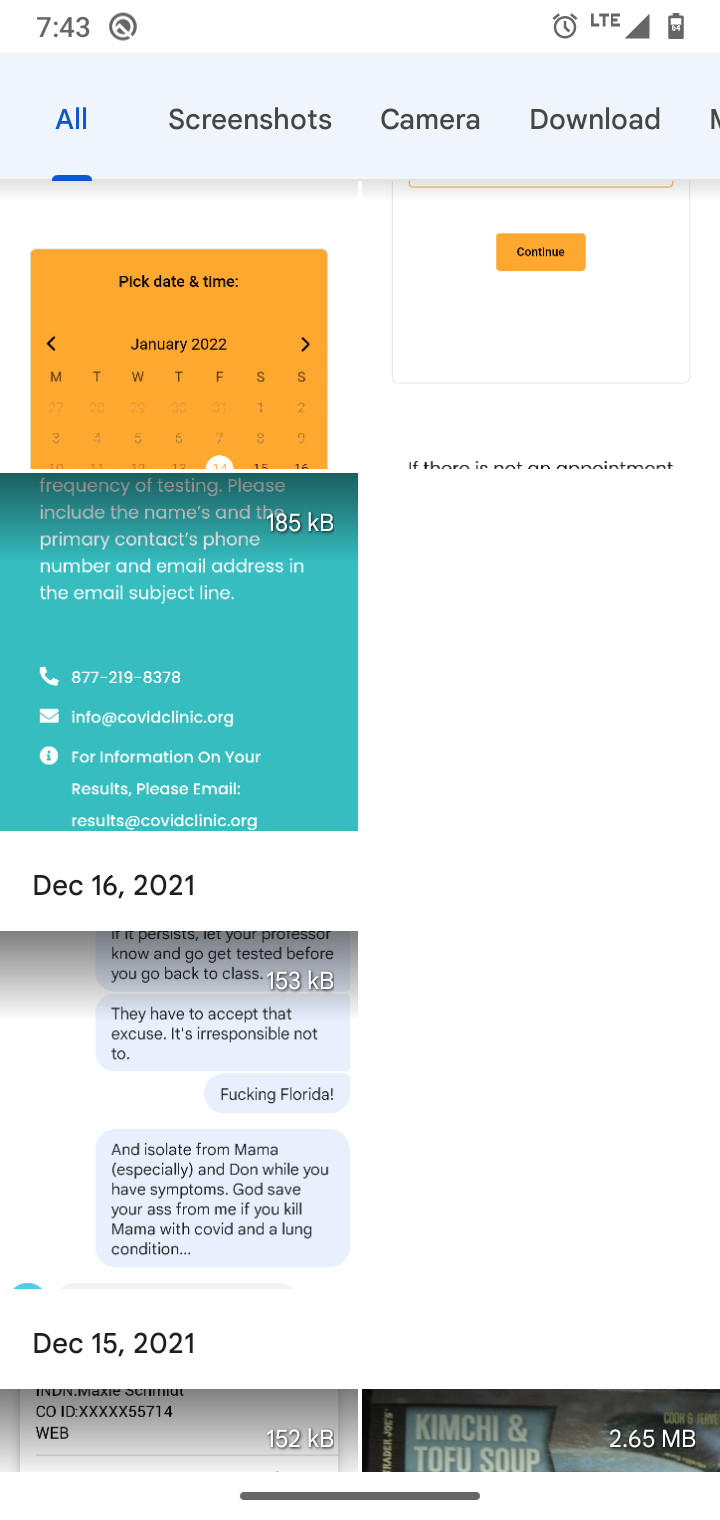 7:43
LTE
64
All Screenshots Camera Download
Pick date & time:
January 2022
M T W T F S S
27 28 29 30 31 1 2
3 4 5 6 7 8 9
10 11 12 13 14 15 16
Continue
If there is not an appointment
frequency of testing. Please
include the name's and the
185 kB
primary contact's phone
number and email address in
the email subject line.
877-219-8378
info@covidclinic.org
For Information On Your
Results, Please Email:
results@covidclinic.org
Dec 16, 2021
If it persists, let your professor
know and go get tested before
you go back to class.
153 kB
They have to accept that
excuse. It's irresponsible not
to.
Fucking Florida!
And isolate from Mama
(especially) and Don while you
have symptoms. God save
your ass from me if you kill
Mama with covid and a lung
condition...
Dec 15, 2021
INDN:Maxie Schmidt
CO ID:XXXXX55714
WEB
152 kB
TRADER JOE'S
KIMCHI &
TOFU SOUP
COOK & SERVE
2.65 MB